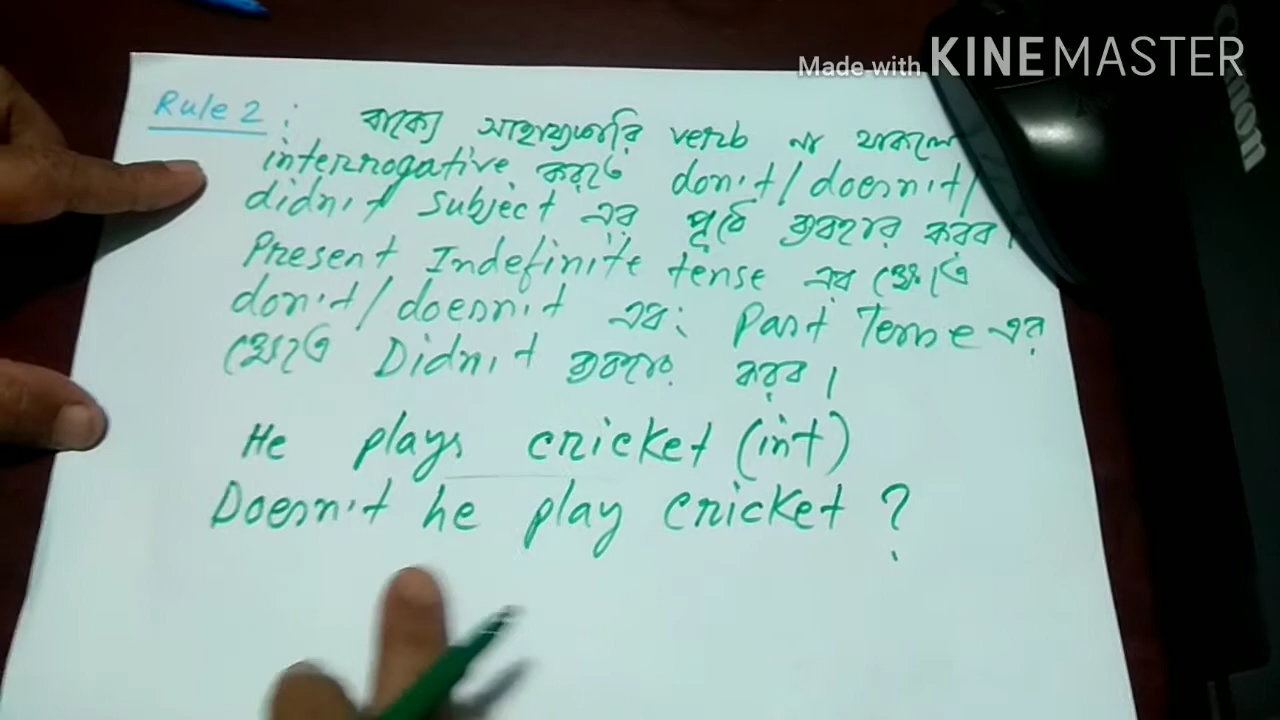 Made with KINEMASTER
Canon
Rule 2 : বাক্যে সাহায্যকারি verb না থাকলে
interrogative করতে don't/doesn't/
didn't subject এর পূর্বে ব্যবহার করব।
Present Indefinite tense এর ক্ষেত্রে
don't/doesn't এবং Past Tense এর
ক্ষেত্রে Didn't ব্যবহার করব।
He plays cricket (int)
Doesn't he play cricket ?